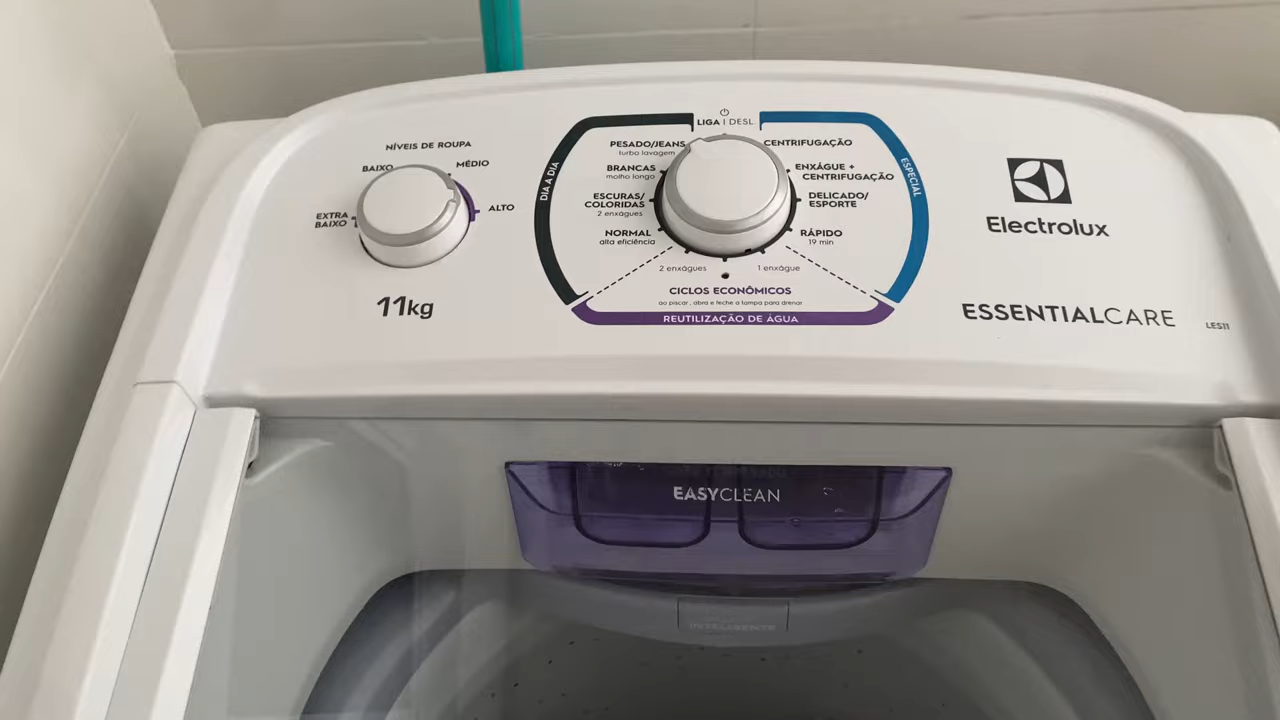 NÍVEIS DE ROUPA
BAIXO
MÉDIO
EXTRA
BAIXO
ALTO
11kg
LIGA | DESL.
DIA A DIA
PESADO/JEANS
turbo lavagem
BRANCAS
molho longo
ESCURAS/
COLORIDAS
2 enxágues
NORMAL
alta eficiência
ESPECIAL
CENTRIFUGAÇÃO
ENXÁGUE +
CENTRIFUGAÇÃO
DELICADO/
ESPORTE
RÁPIDO
19 min
2 enxágues
1 enxágue
CICLOS ECONÔMICOS
ao piscar, abra e feche a tampa para drenar
REUTILIZAÇÃO DE ÁGUA
Electrolux
ESSENTIALCARE
LES11
EASYCLEAN